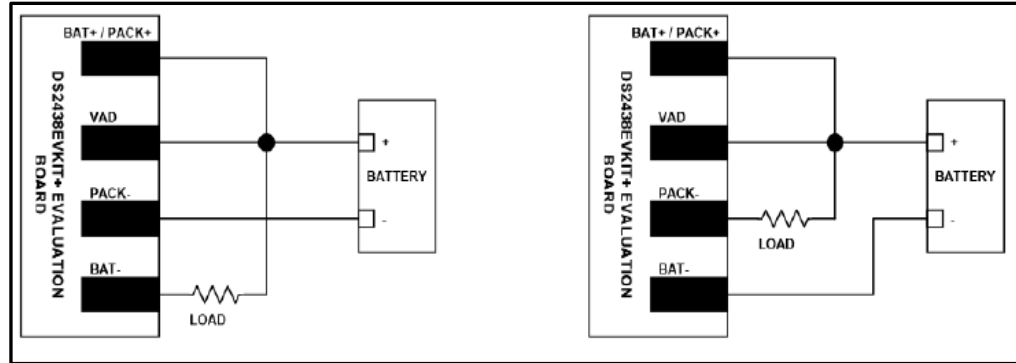 BAT+ / PACK+
VAD
PACK-
BAT-
DS2438EVKIT+ EVALUATION
BOARD
+
BATTERY
-
LOAD
BAT+ / PACK+
VAD
PACK-
BAT-
DS2438EVKIT+ EVALUATION
BOARD
+
BATTERY
-
LOAD